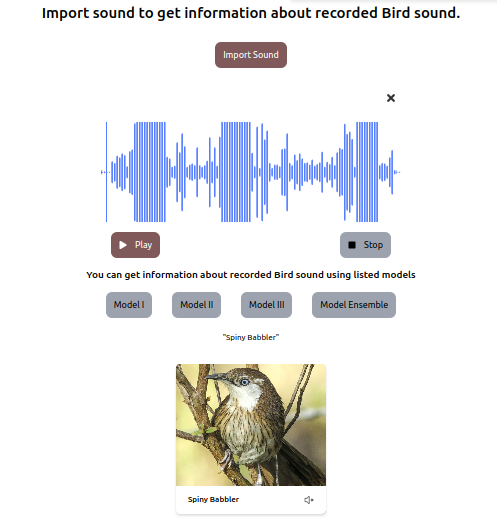 Import sound to get information about recorded Bird sound.
Import Sound
Play
Stop
You can get information about recorded Bird sound using listed models
Model I
Model II
Model III
Model Ensemble
"Spiny Babbler"
Spiny Babbler